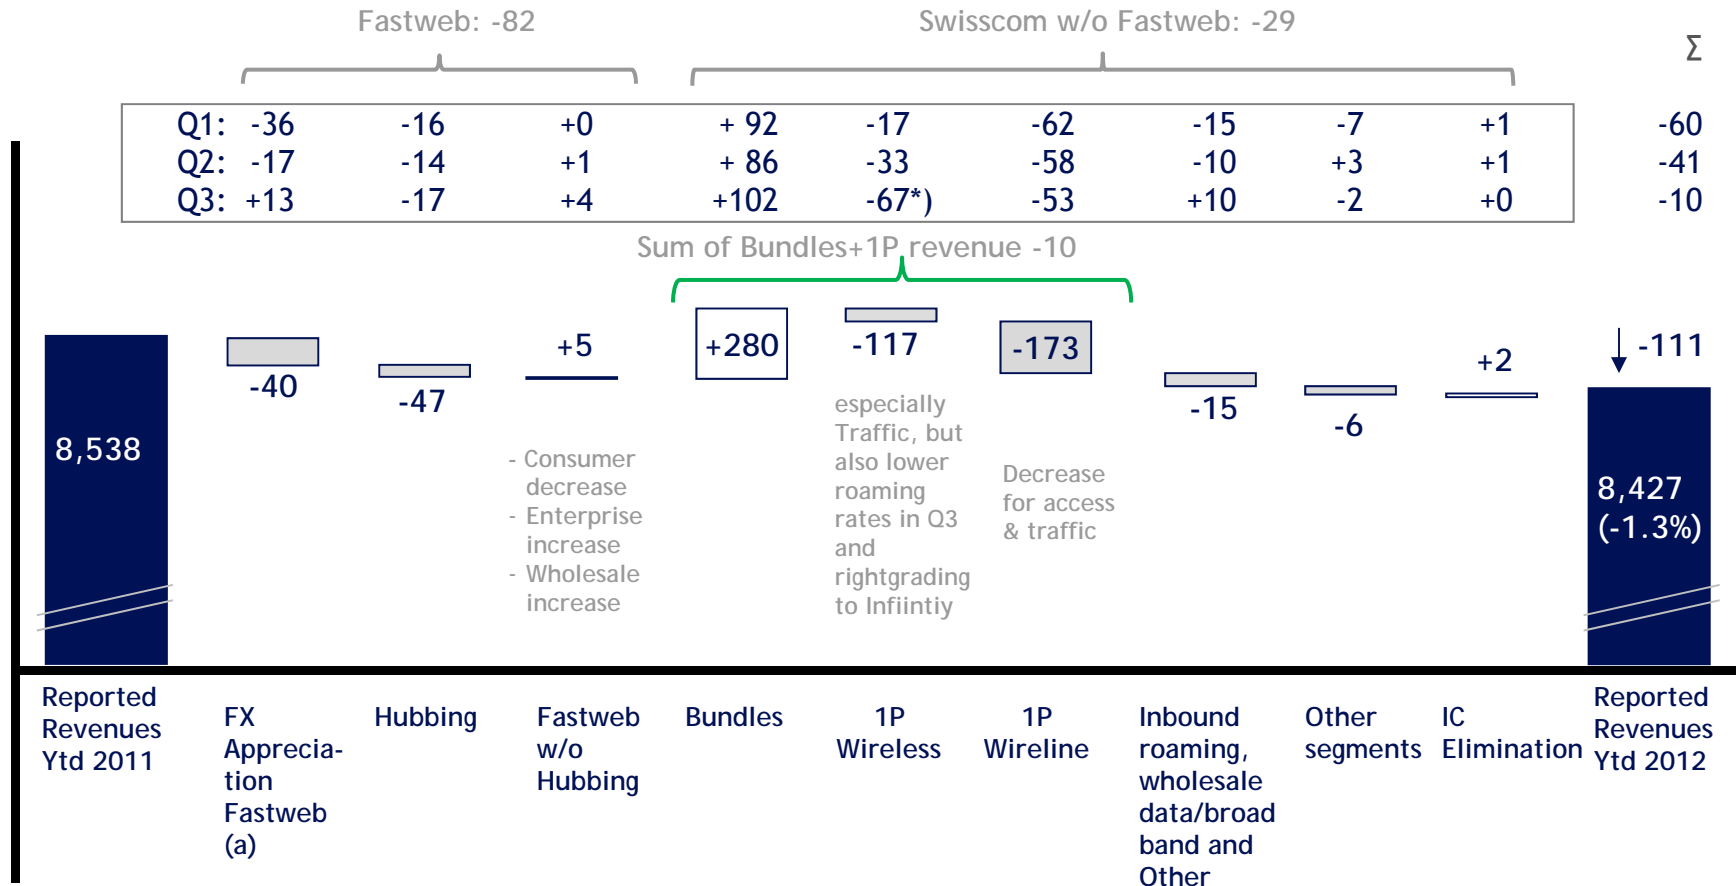 Fastweb: -82 Swisscom w/o Fastweb: -29
Σ
Q1: -36 -16 +0 + 92 -17 -62 -15 -7 +1 -60
Q2: -17 -14 +1 + 86 -33 -58 -10 +3 +1 -41
Q3: +13 -17 +4 +102 -67*) -53 +10 -2 +0 -10
Sum of Bundles+1P revenue -10
8,538
-40
-47
+5
- Consumer
decrease
- Enterprise
increase
- Wholesale
increase
+280
-117
especially
Traffic, but
also lower
roaming
rates in Q3
and
rightgrading
to Infiintiy
-173
Decrease
for access
& traffic
-15
-6
+2
-111
8,427
(-1.3%)
Reported
Revenues
Ytd 2011
FX
Apprecia-
tion
Fastweb
(a)
Hubbing
Fastweb
w/o
Hubbing
Bundles
1P
Wireless
1P
Wireline
Inbound
roaming,
wholesale
data/broad
band and
Other
Other
segments
IC
Elimination
Reported
Revenues
Ytd 2012